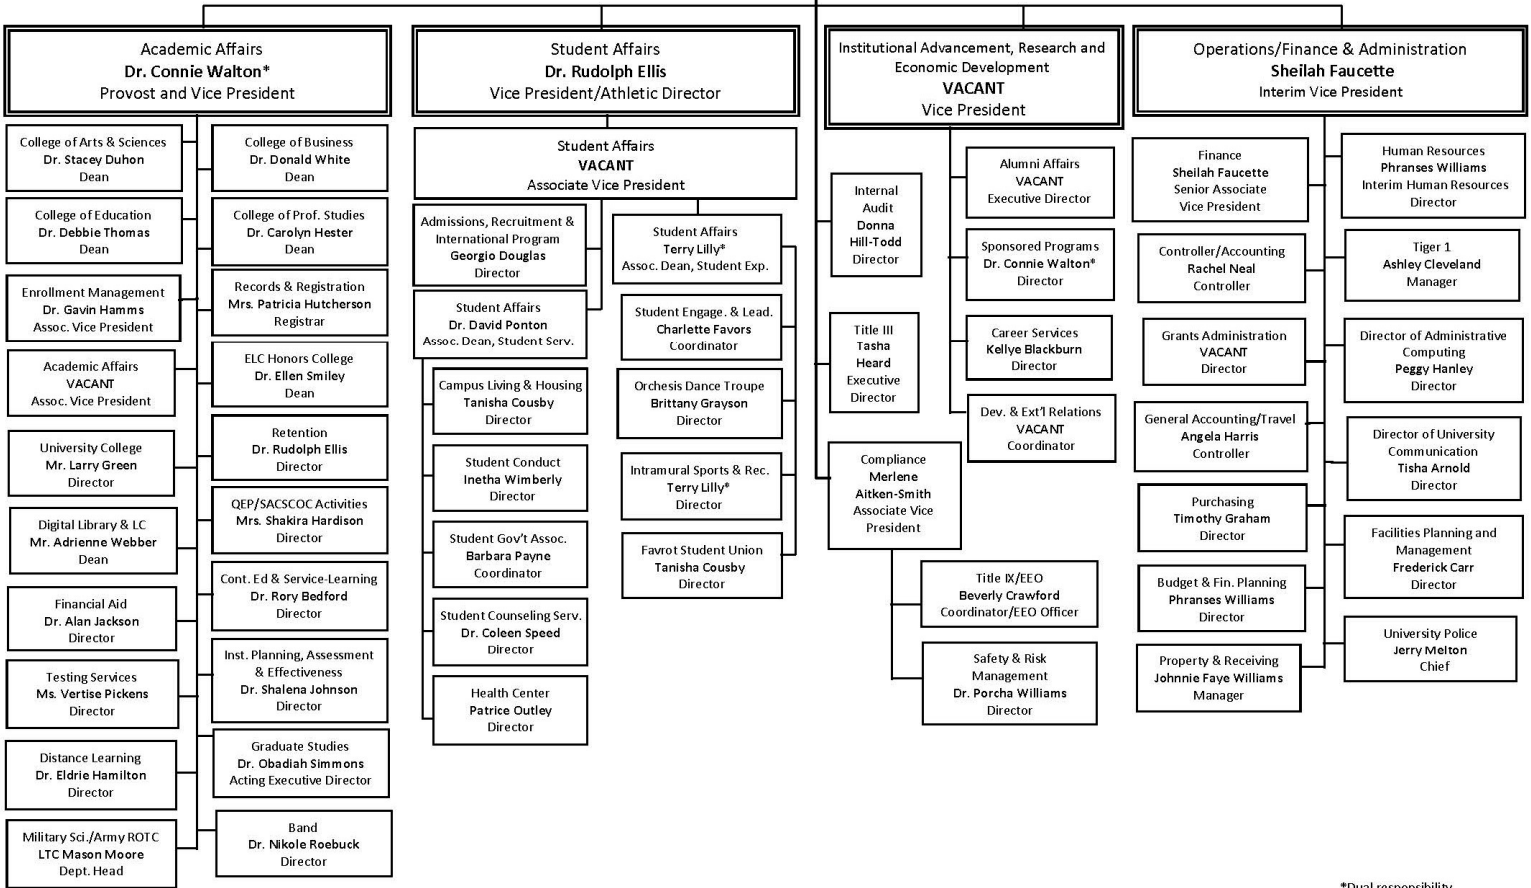 Academic Affairs
Dr. Connie Walton*
Provost and Vice President
College of Arts & Sciences
Dr. Stacey Duhon
Dean
College of Business
Dr. Donald White
Dean
College of Education
Dr. Debbie Thomas
Dean
College of Prof. Studies
Dr. Carolyn Hester
Dean
Enrollment Management
Dr. Gavin Hamms
Assoc. Vice President
Records & Registration
Mrs. Patricia Hutcherson
Registrar
Academic Affairs
VACANT
Assoc. Vice President
ELC Honors College
Dr. Ellen Smiley
Dean
University College
Mr. Larry Green
Director
Retention
Dr. Rudolph Ellis
Director
Digital Library & LC
Mr. Adrienne Webber
Dean
QEP/SACSCOC Activities
Mrs. Shakira Hardison
Director
Financial Aid
Dr. Alan Jackson
Director
Cont. Ed & Service-Learning
Dr. Rory Bedford
Director
Testing Services
Ms. Vertise Pickens
Director
Inst. Planning, Assessment
& Effectiveness
Dr. Shalena Johnson
Director
Distance Learning
Dr. Eldrie Hamilton
Director
Graduate Studies
Dr. Obadiah Simmons
Acting Executive Director
Military Sci./Army ROTC
LTC Mason Moore
Dept. Head
Band
Dr. Nikole Roebuck
Director
Student Affairs
Dr. Rudolph Ellis
Vice President/Athletic Director
Student Affairs
VACANT
Associate Vice President
Admissions, Recruitment &
International Program
Georgio Douglas
Director
Student Affairs
Dr. David Ponton
Assoc. Dean, Student Serv.
Campus Living & Housing
Tanisha Cousby
Director
Student Conduct
Inetha Wimberly
Director
Student Gov't Assoc.
Barbara Payne
Coordinator
Student Counseling Serv.
Dr. Coleen Speed
Director
Health Center
Patrice Outley
Director
Student Affairs
Terry Lilly*
Assoc. Dean, Student Exp.
Student Engage. & Lead.
Charlette Favors
Coordinator
Orchesis Dance Troupe
Brittany Grayson
Director
Intramural Sports & Rec.
Terry Lilly*
Director
Favrot Student Union
Tanisha Cousby
Director
Institutional Advancement, Research and
Economic Development
VACANT
Vice President
Internal
Audit
Donna
Hill-Todd
Director
Title III
Tasha
Heard
Executive
Director
Compliance
Merlene
Aitken-Smith
Associate Vice
President
Title IX/EEO
Beverly Crawford
Coordinator/EEO Officer
Safety & Risk
Management
Dr. Porcha Williams
Director
Alumni Affairs
VACANT
Executive Director
Sponsored Programs
Dr. Connie Walton*
Director
Career Services
Kellye Blackburn
Director
Dev. & Ext'l Relations
VACANT
Coordinator
Operations/Finance & Administration
Sheilah Faucette
Interim Vice President
Finance
Sheilah Faucette
Senior Associate
Vice President
Human Resources
Phranses Williams
Interim Human Resources
Director
Controller/Accounting
Rachel Neal
Controller
Tiger 1
Ashley Cleveland
Manager
Grants Administration
VACANT
Director
Director of Administrative
Computing
Peggy Hanley
Director
General Accounting/Travel
Angela Harris
Controller
Director of University
Communication
Tisha Arnold
Director
Purchasing
Timothy Graham
Director
Facilities Planning and
Management
Frederick Carr
Director
Budget & Fin. Planning
Phranses Williams
Director
University Police
Jerry Melton
Chief
Property & Receiving
Johnnie Faye Williams
Manager
*Dual responsibility